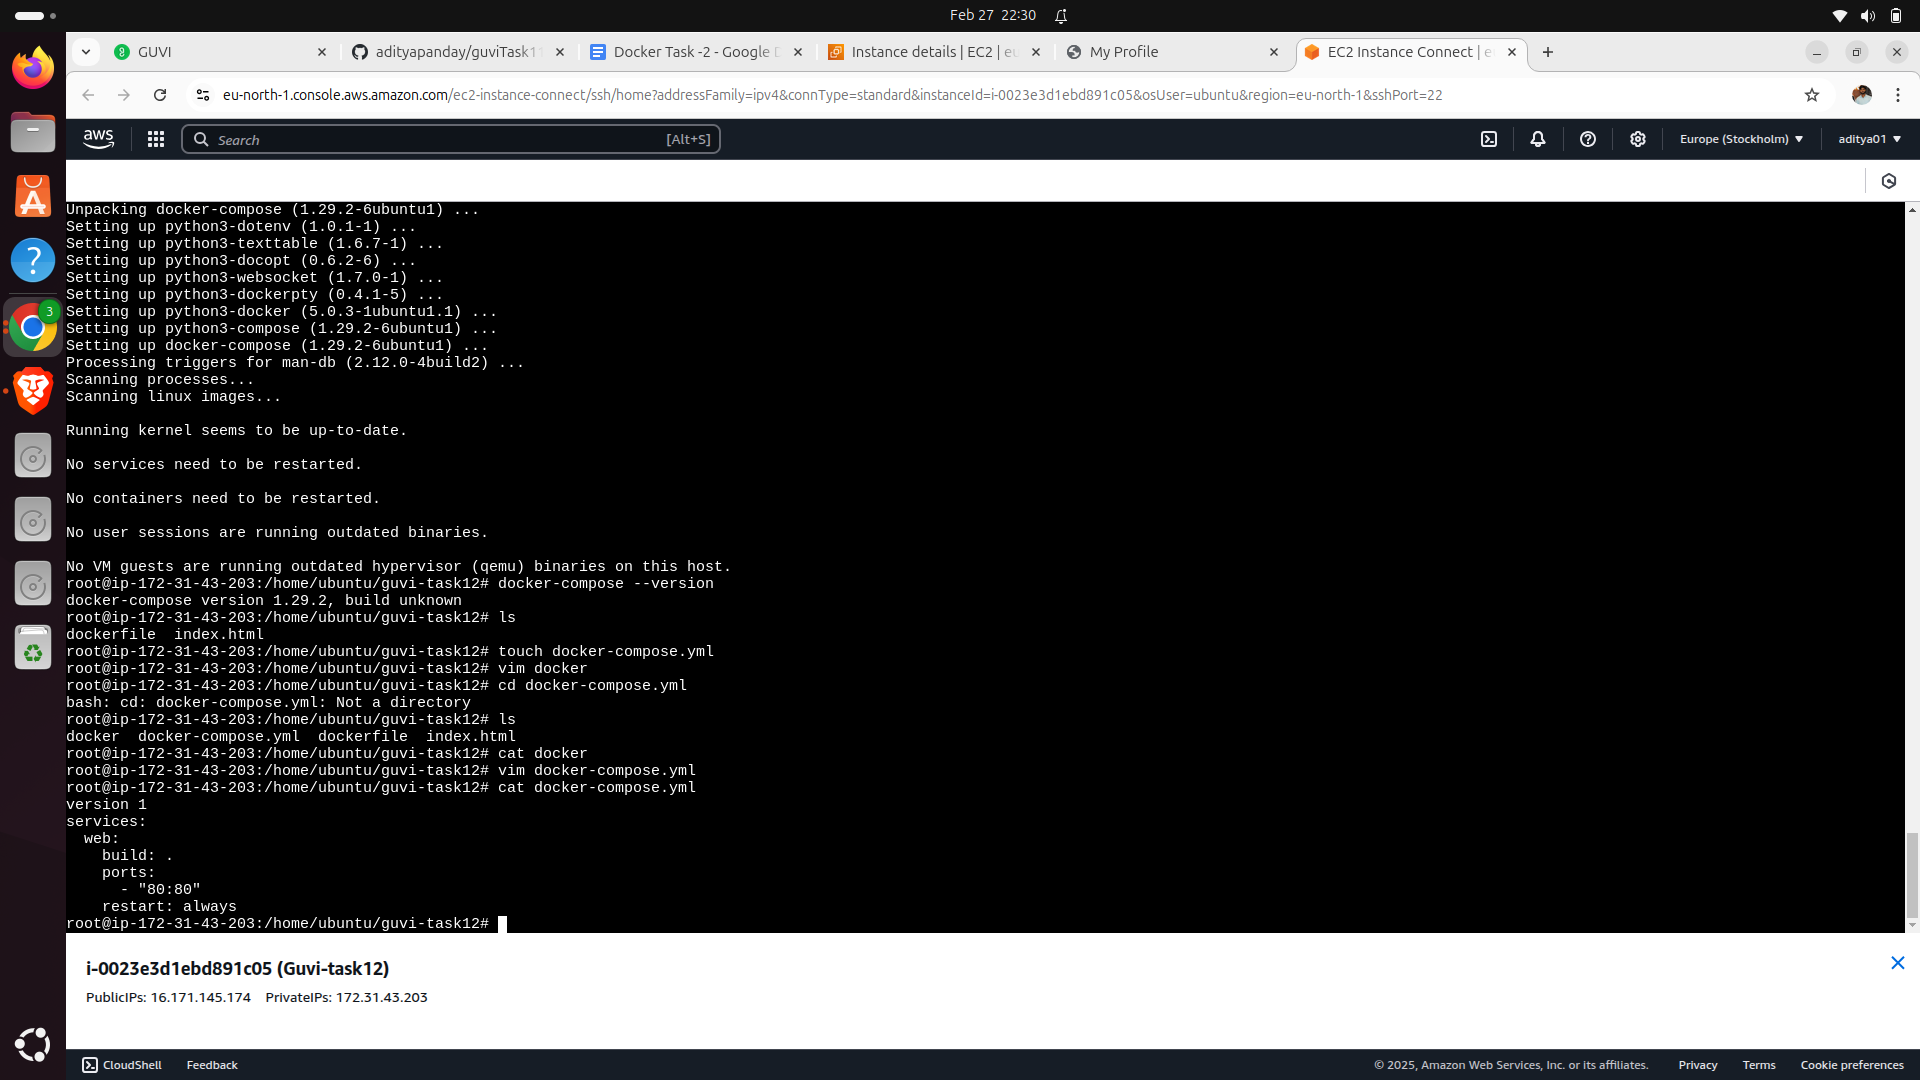 Feb 27 22:30
GUVI
adityapanday/guviTask1
Docker Task -2 - Google D
Instance details | EC2 | eu
My Profile
EC2 Instance Connect | eu
eu-north-1.console.aws.amazon.com/ec2-instance-connect/ssh/home?addressFamily=ipv4&connType=standard&instanceId=i-0023e3d1ebd891c05&osUser=ubuntu&region=eu-north-1&sshPort=22
aws
Search
[Alt+S]
Europe (Stockholm)
aditya01
3
Unpacking docker-compose (1.29.2-6ubuntu1) ...
Setting up python3-dotenv (1.0.1-1) ...
Setting up python3-texttable (1.6.7-1) ...
Setting up python3-docopt (0.6.2-6) ...
Setting up python3-websocket (1.7.0-1) ...
Setting up python3-dockerpty (0.4.1-5) ...
Setting up python3-docker (5.0.3-1ubuntu1.1) ...
Setting up python3-compose (1.29.2-6ubuntu1) ...
Setting up docker-compose (1.29.2-6ubuntu1) ...
Processing triggers for man-db (2.12.0-4build2) ...
Scanning processes...
Scanning linux images...
Running kernel seems to be up-to-date.
No services need to be restarted.
No containers need to be restarted.
No user sessions are running outdated binaries.
No VM guests are running outdated hypervisor (qemu) binaries on this host.
root@ip-172-31-43-203:/home/ubuntu/guvi-task12# docker-compose --version
docker-compose version 1.29.2, build unknown
root@ip-172-31-43-203:/home/ubuntu/guvi-task12# ls
dockerfile  index.html
root@ip-172-31-43-203:/home/ubuntu/guvi-task12# touch docker-compose.yml
root@ip-172-31-43-203:/home/ubuntu/guvi-task12# vim docker
root@ip-172-31-43-203:/home/ubuntu/guvi-task12# cd docker-compose.yml
bash: cd: docker-compose.yml: Not a directory
root@ip-172-31-43-203:/home/ubuntu/guvi-task12# ls
docker  docker-compose.yml  dockerfile  index.html
root@ip-172-31-43-203:/home/ubuntu/guvi-task12# cat docker
root@ip-172-31-43-203:/home/ubuntu/guvi-task12# vim docker-compose.yml
root@ip-172-31-43-203:/home/ubuntu/guvi-task12# cat docker-compose.yml
version 1
services:
  web:
    build: .
    ports:
      - "80:80"
    restart: always
root@ip-172-31-43-203:/home/ubuntu/guvi-task12#
i-0023e3d1ebd891c05 (Guvi-task12)
PublicIPs: 16.171.145.174  PrivateIPs: 172.31.43.203
CloudShell
Feedback
© 2025, Amazon Web Services, Inc. or its affiliates.
Privacy
Terms
Cookie preferences